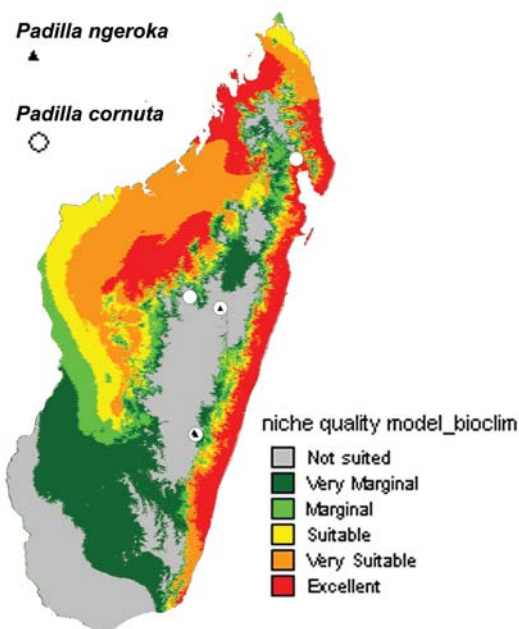 Padilla ngeroka
Padilla cornuta
niche quality model_bioclim
Not suited
Very Marginal
Marginal
Suitable
Very Suitable
Excellent